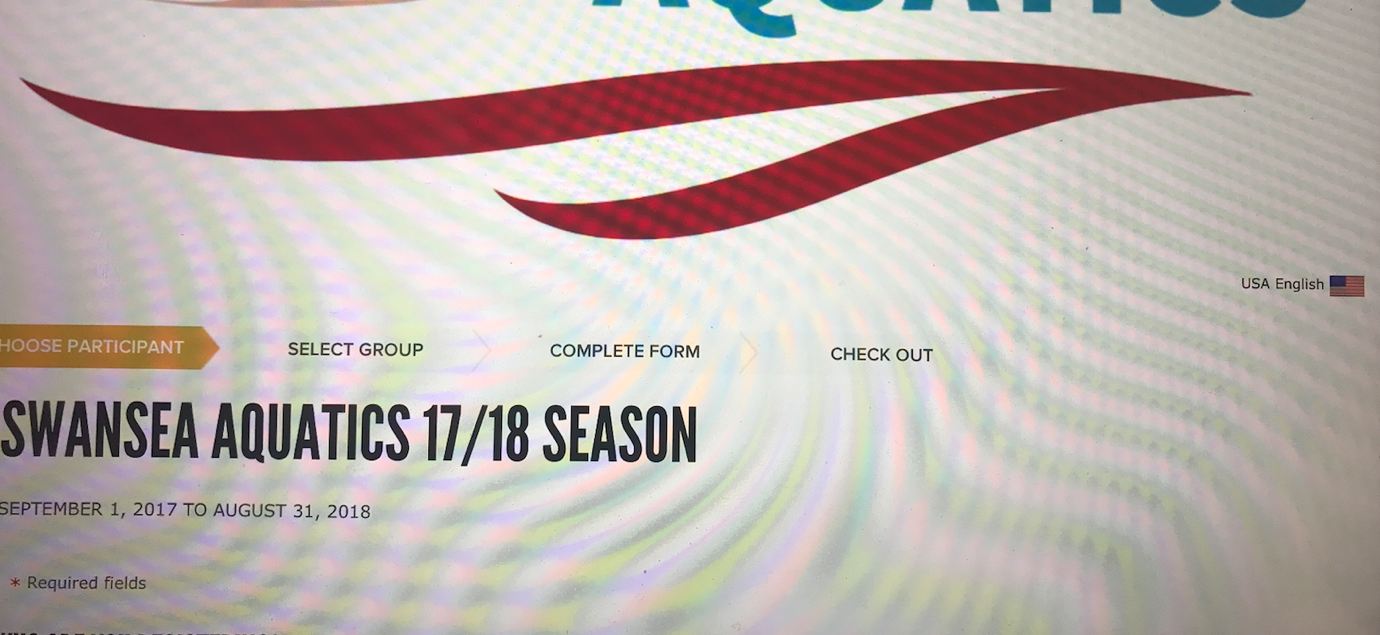 AQUATICS
USA English
HOOSE PARTICIPANT
SELECT GROUP
COMPLETE FORM
CHECK OUT
SWANSEA AQUATICS 17/18 SEASON
SEPTEMBER 1, 2017 TO AUGUST 31, 2018
* Required fields